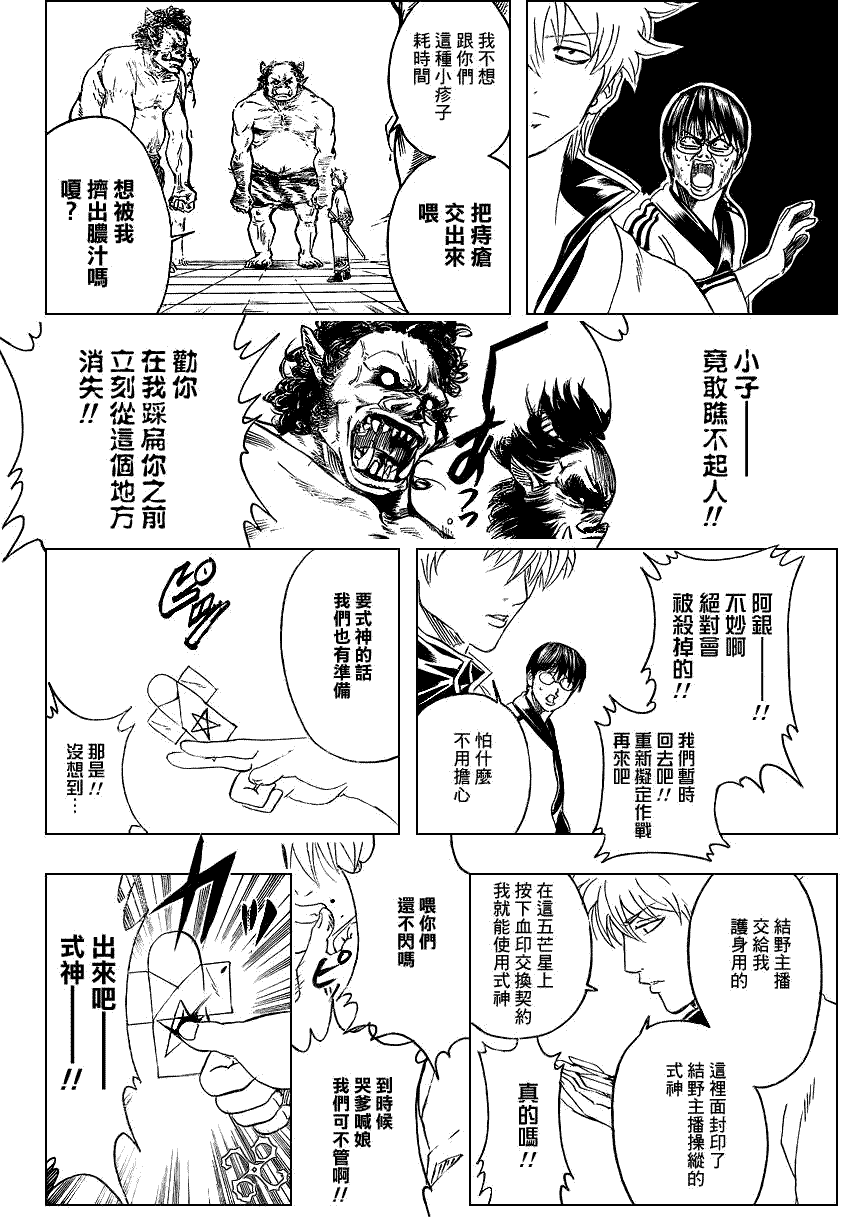 我不想
跟你們
這種小疹子
耗時間
把痔瘡
交出來
喂
想被我
擠出膿汁嗎
嗄？
小子——
竟敢瞧不起人!!
勸你
在我踩扁你之前
立刻從這個地方
消失!!
阿銀——!!
不妙啊
絕對會
被殺掉的!!
我們暫時
回去吧!!
重新擬定作戰
再來吧
怕什麼
不用擔心
要式神的話
我們也有準備
那是!!
沒想到…
結野主播
交給我
護身用的
這裡面封印了
結野主播操縱的
式神
在這五芒星上
按下血印交換契約
我就能使用式神
真的嗎!!
喂你們
還不閃嗎
到時候
哭爹喊娘
我們可不管啊!!
出來吧——
式神——!!